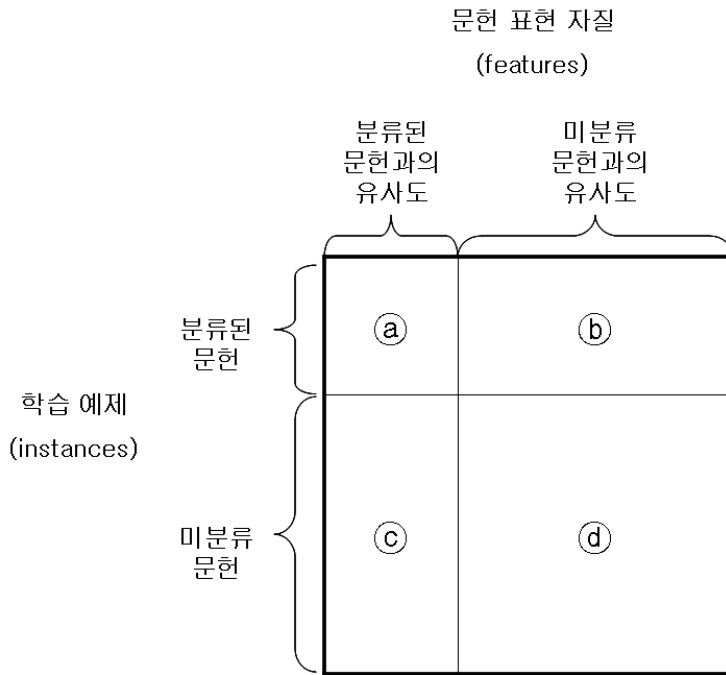 문헌 표현 자질
(features)
분류된
문헌과의
유사도
미분류
문헌과의
유사도
분류된
문헌
ⓐ
ⓑ
학습 예제
(instances)
미분류
문헌
ⓒ
ⓓ